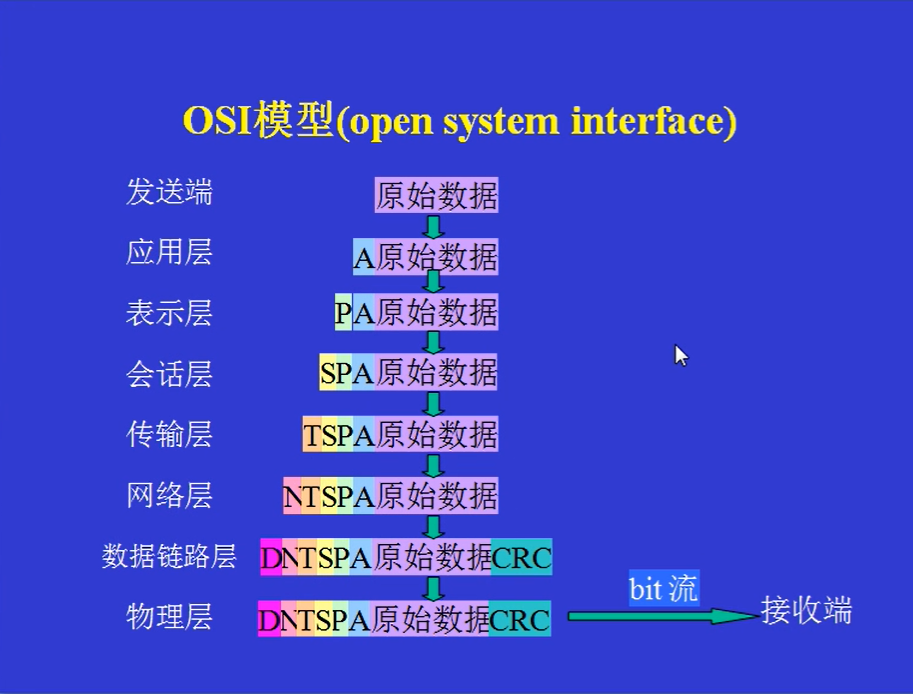 OSI模型(open system interface)
发送端 原始数据
应用层 A原始数据
表示层 PA原始数据
会话层 SPA原始数据
传输层 TSPA原始数据
网络层 NTSPA原始数据
数据链路层 DNTSPA原始数据CRC
bit 流
物理层 DNTSPA原始数据CRC 接收端